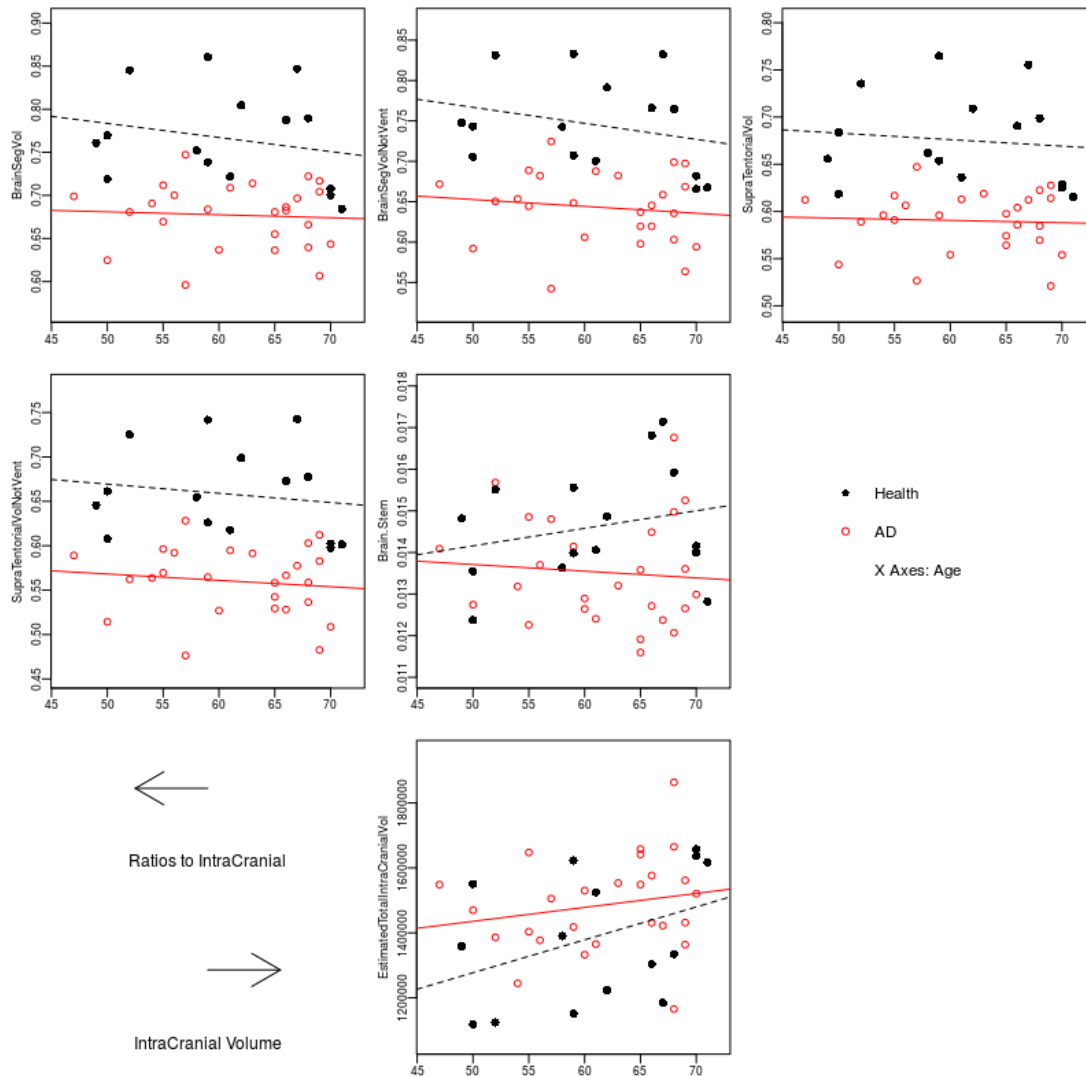 BrainSegVol
0.60 0.65 0.70 0.75 0.80 0.85 0.90
45 50 55 60 65 70
BrainSegVolNotVent
0.55 0.60 0.65 0.70 0.75 0.80 0.85
45 50 55 60 65 70
SupraTentorialVol
0.50 0.55 0.60 0.65 0.70 0.75 0.80
45 50 55 60 65 70
SupraTentorialVolNotVent
0.45 0.50 0.55 0.60 0.65 0.70 0.75
45 50 55 60 65 70
Brain.Stem
0.011 0.012 0.013 0.014 0.015 0.016 0.017 0.018
45 50 55 60 65 70
Health
AD
X Axes: Age
Ratios to IntraCranial
IntraCranial Volume
EstimatedTotalIntraCranialVol
1200000 1400000 1600000 1800000
45 50 55 60 65 70